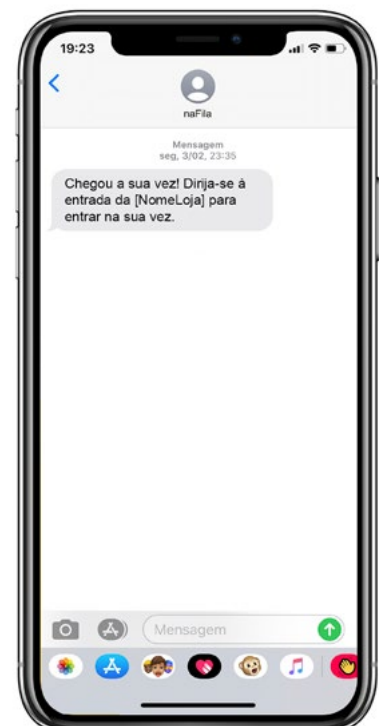 19:23
naFila
Mensagem
seg, 3/02, 23:35
Chegou a sua vez! Dirija-se à
entrada da [NomeLoja] para
entrar na sua vez.
Mensagem